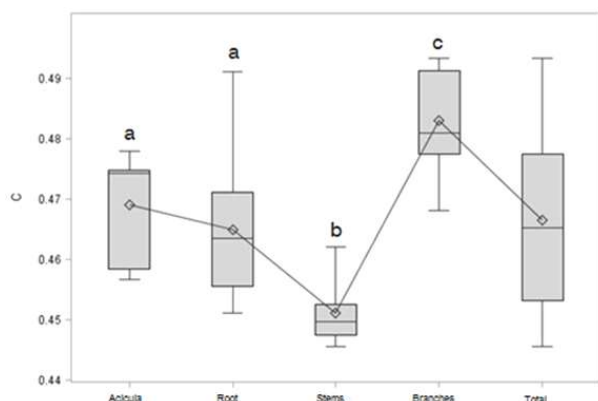 c
a
a
b
0.49
0.48
0.47
0.46
0.45
0.44
C
Acicula Root Stems Branches Total